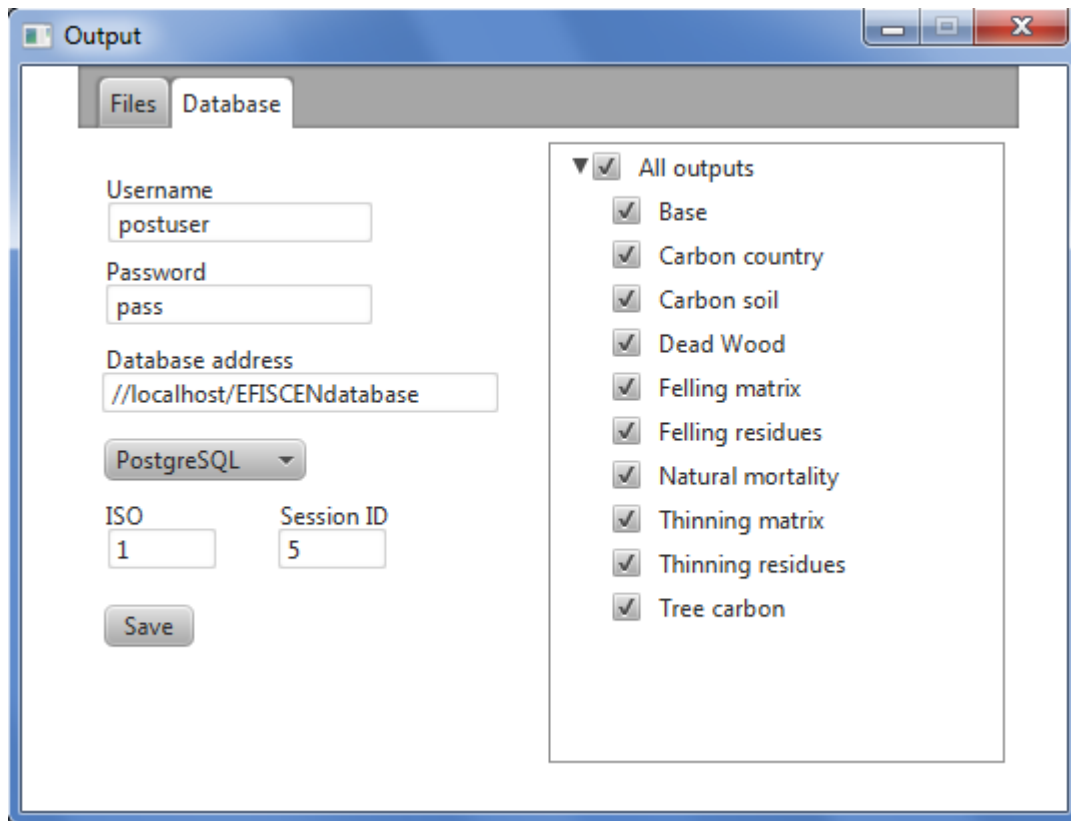 Output
Files
Database
Username
postuser
Password
pass
Database address
//localhost/EFISCENdatabase
PostgreSQL
ISO
Session ID
1
5
Save
All outputs
Base
Carbon country
Carbon soil
Dead Wood
Felling matrix
Felling residues
Natural mortality
Thinning matrix
Thinning residues
Tree carbon